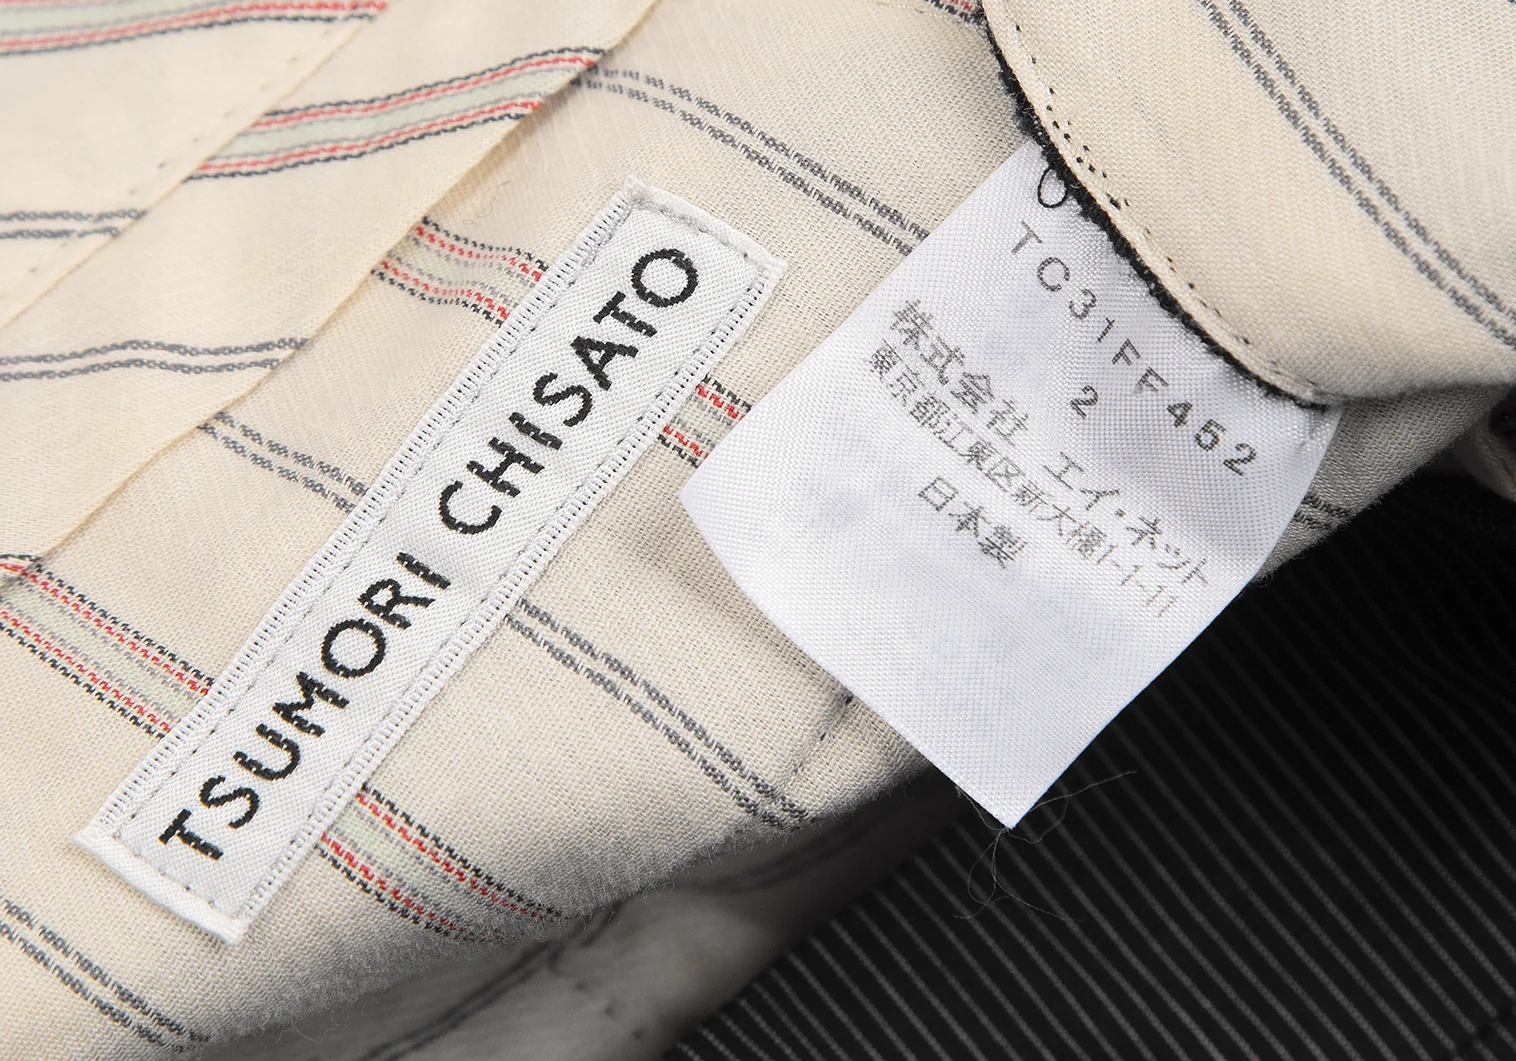 TSUMORI CHISATO
TC31FF452
2
株式会社 エイ・ネット
東京都江東区新大橋1-1-11
日本製